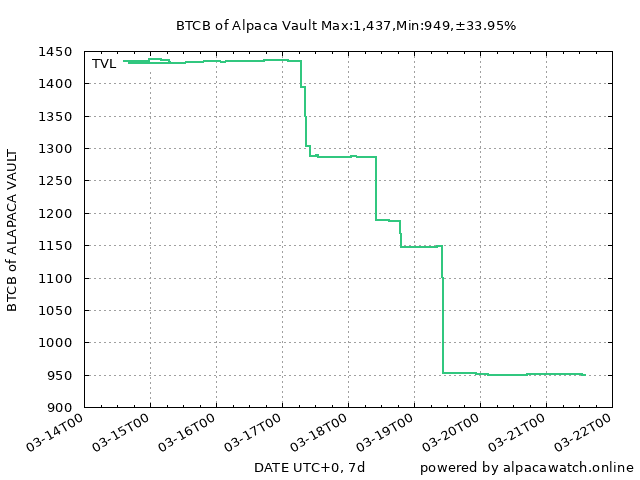 BTCB of Alpaca Vault Max:1,437,Min:949,±33.95%
1450
TVL
1400
1350
1300
1250
1200
1150
1100
1050
1000
950
900
BTCB of ALAPACA VAULT
03-14T00
03-15T00
03-16T00
03-17T00
03-18T00
03-19T00
03-20T00
03-21T00
03-22T00
DATE UTC+0, 7d
powered by alpacawatch.online